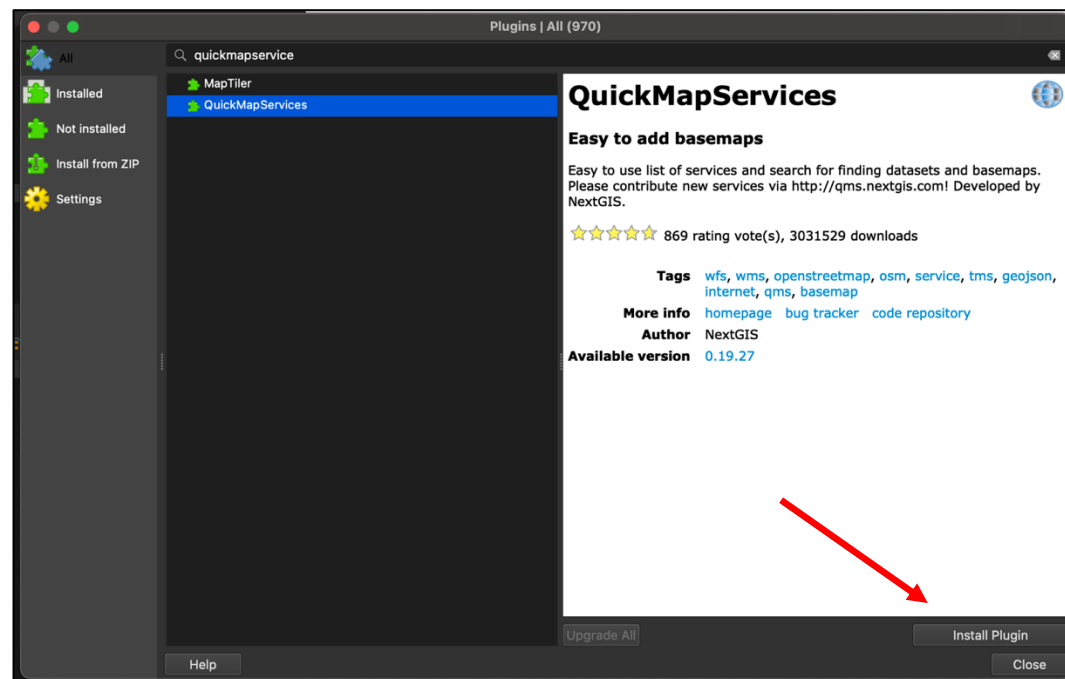 Plugins | All (970)
All
quickmapservice
Installed
Not installed
Install from ZIP
Settings
MapTiler
QuickMapServices
QuickMapServices
Easy to add basemaps
Easy to use list of services and search for finding datasets and basemaps.
Please contribute new services via http://qms.nextgis.com! Developed by
NextGIS.
869 rating vote(s), 3031529 downloads
Tags wfs, wms, openstreetmap, osm, service, tms, geojson,
internet, qms, basemap
More info homepage bug tracker code repository
Author NextGIS
Available version 0.19.27
Upgrade All
Install Plugin
Help
Close